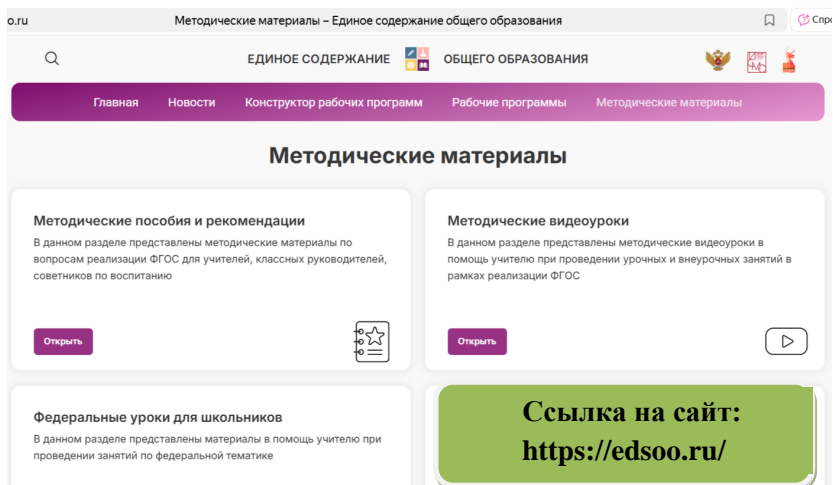 o.ru
Методические материалы – Единое содержание общего образования
ЕДИНОЕ СОДЕРЖАНИЕ ОБЩЕГО ОБРАЗОВАНИЯ
Главная Новости Конструктор рабочих программ Рабочие программы Методические материалы
Методические материалы
Методические пособия и рекомендации
В данном разделе представлены методические материалы по
вопросам реализации ФГОС для учителей, классных руководителей,
советников по воспитанию
Открыть
Методические видеоуроки
В данном разделе представлены методические видеоуроки в
помощь учителю при проведении урочных и внеурочных занятий в
рамках реализации ФГОС
Открыть
Федеральные уроки для школьников
В данном разделе представлены материалы в помощь учителю при
проведении занятий по федеральной тематике
Ссылка на сайт:
https://edsoo.ru/